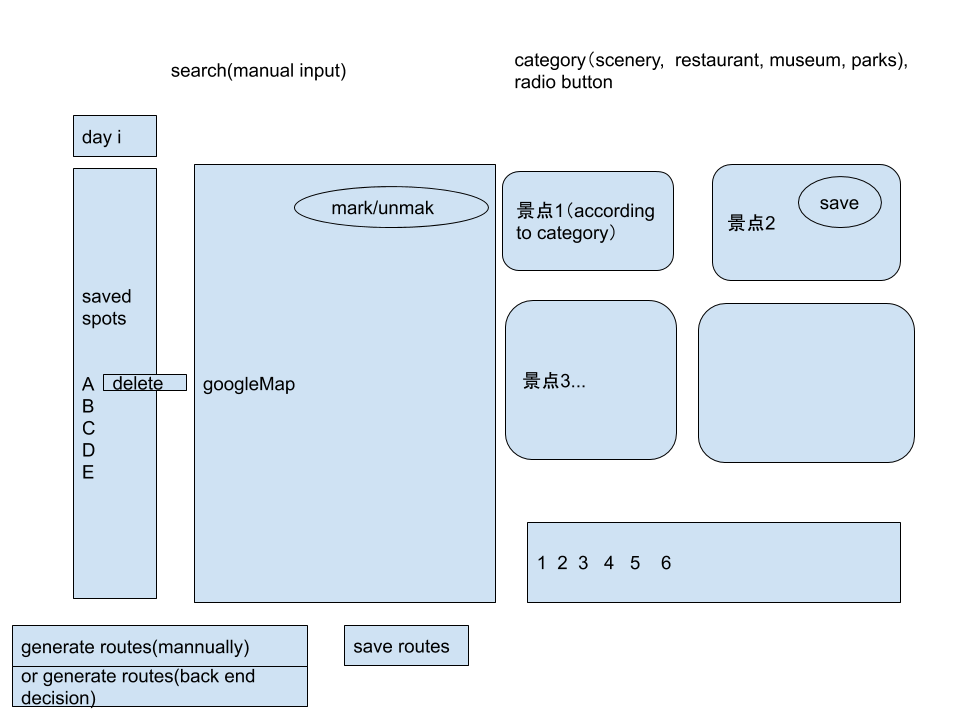 search(manual input)
category（scenery, restaurant, museum, parks),
radio button
day i
saved
spots
A
delete
B
C
D
E
mark/unmak
googleMap
景点1（according
to category）
景点2
save
景点3...
1 2 3 4 5 6
generate routes(mannually)
or generate routes(back end
decision)
save routes